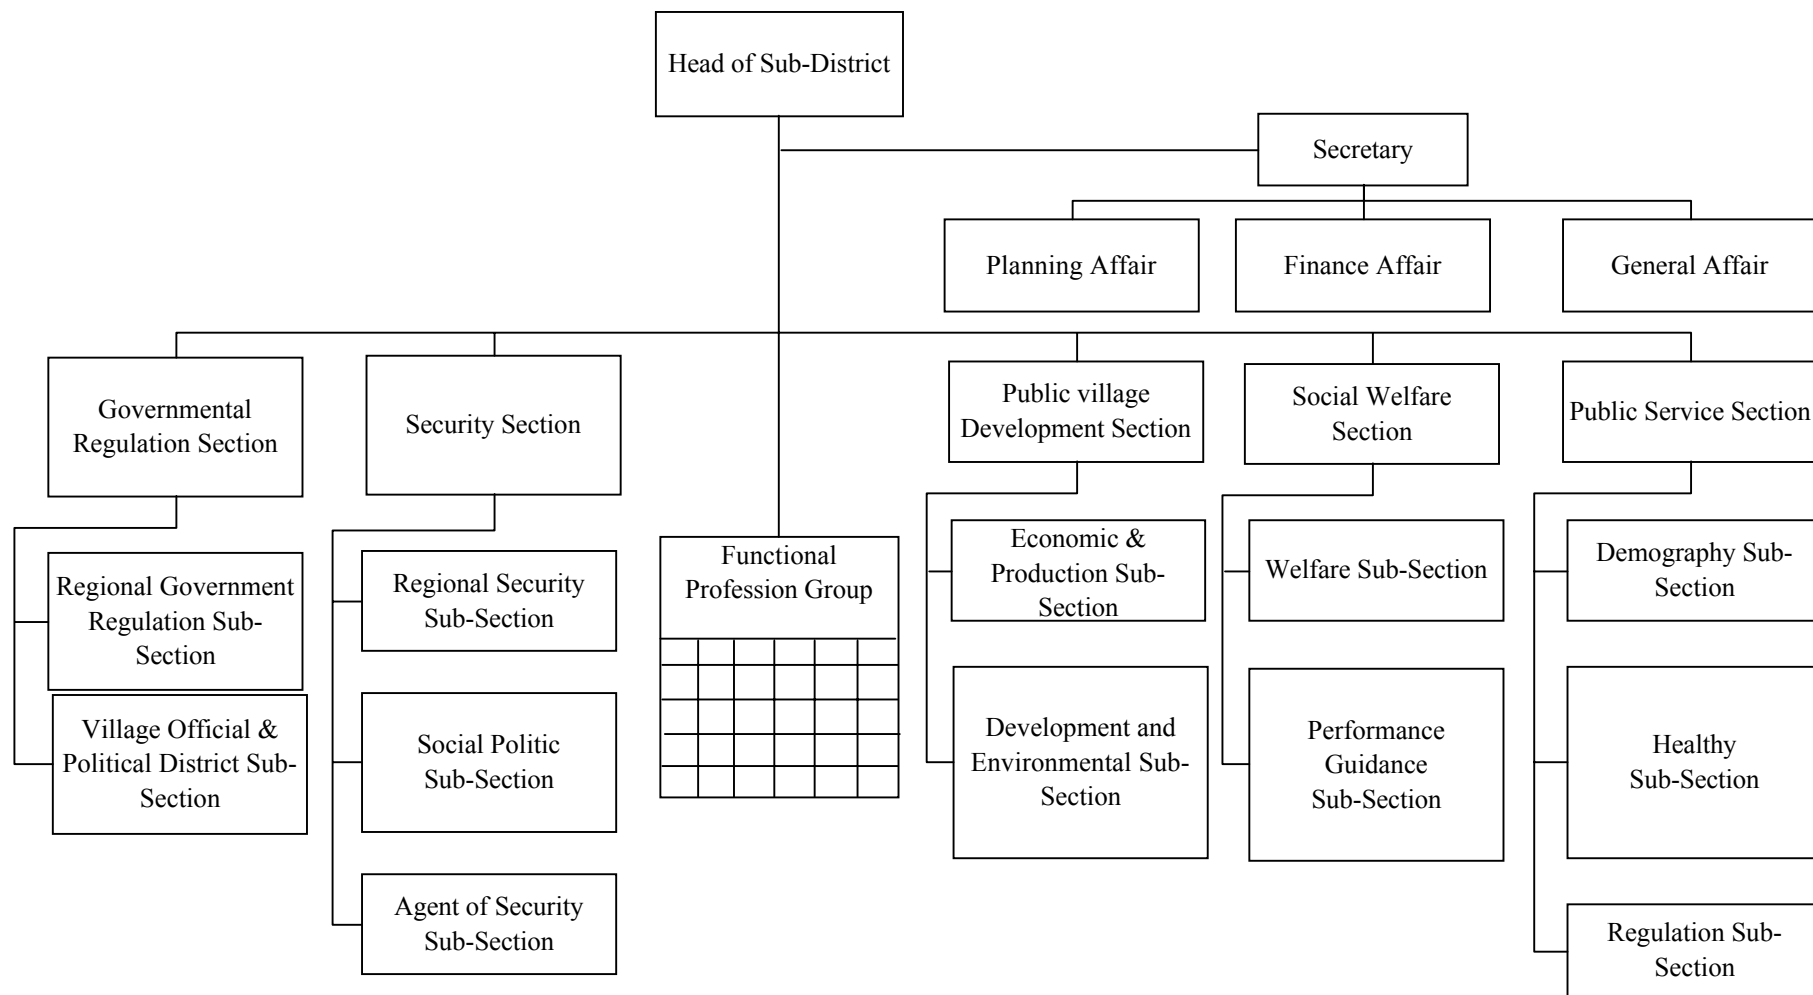 Head of Sub-District
Secretary
Planning Affair
Finance Affair
General Affair
Governmental
Regulation Section
Security Section
Public village
Development Section
Social Welfare
Section
Public Service Section
Regional Government
Regulation Sub-
Section
Village Official &
Political District Sub-
Section
Regional Security
Sub-Section
Social Politic
Sub-Section
Agent of Security
Sub-Section
Functional
Profession Group
Economic &
Production Sub-
Section
Development and
Environmental Sub-
Section
Welfare Sub-Section
Performance
Guidance
Sub-Section
Demography Sub-
Section
Healthy
Sub-Section
Regulation Sub-
Section